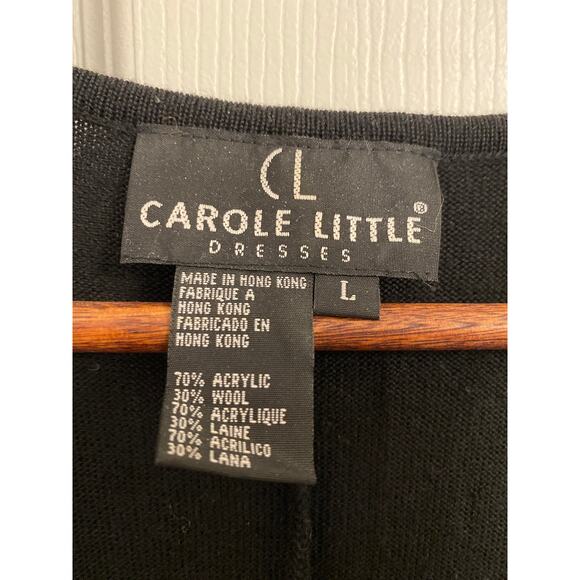 CL
CAROLE LITTLE®
DRESSES
MADE IN HONG KONG
FABRIQUE A
HONG KONG
FABRICADO EN
HONG KONG
L
70% ACRYLIC
30% WOOL
70% ACRYLIQUE
30% LAINE
70% ACRILICO
30% LANA